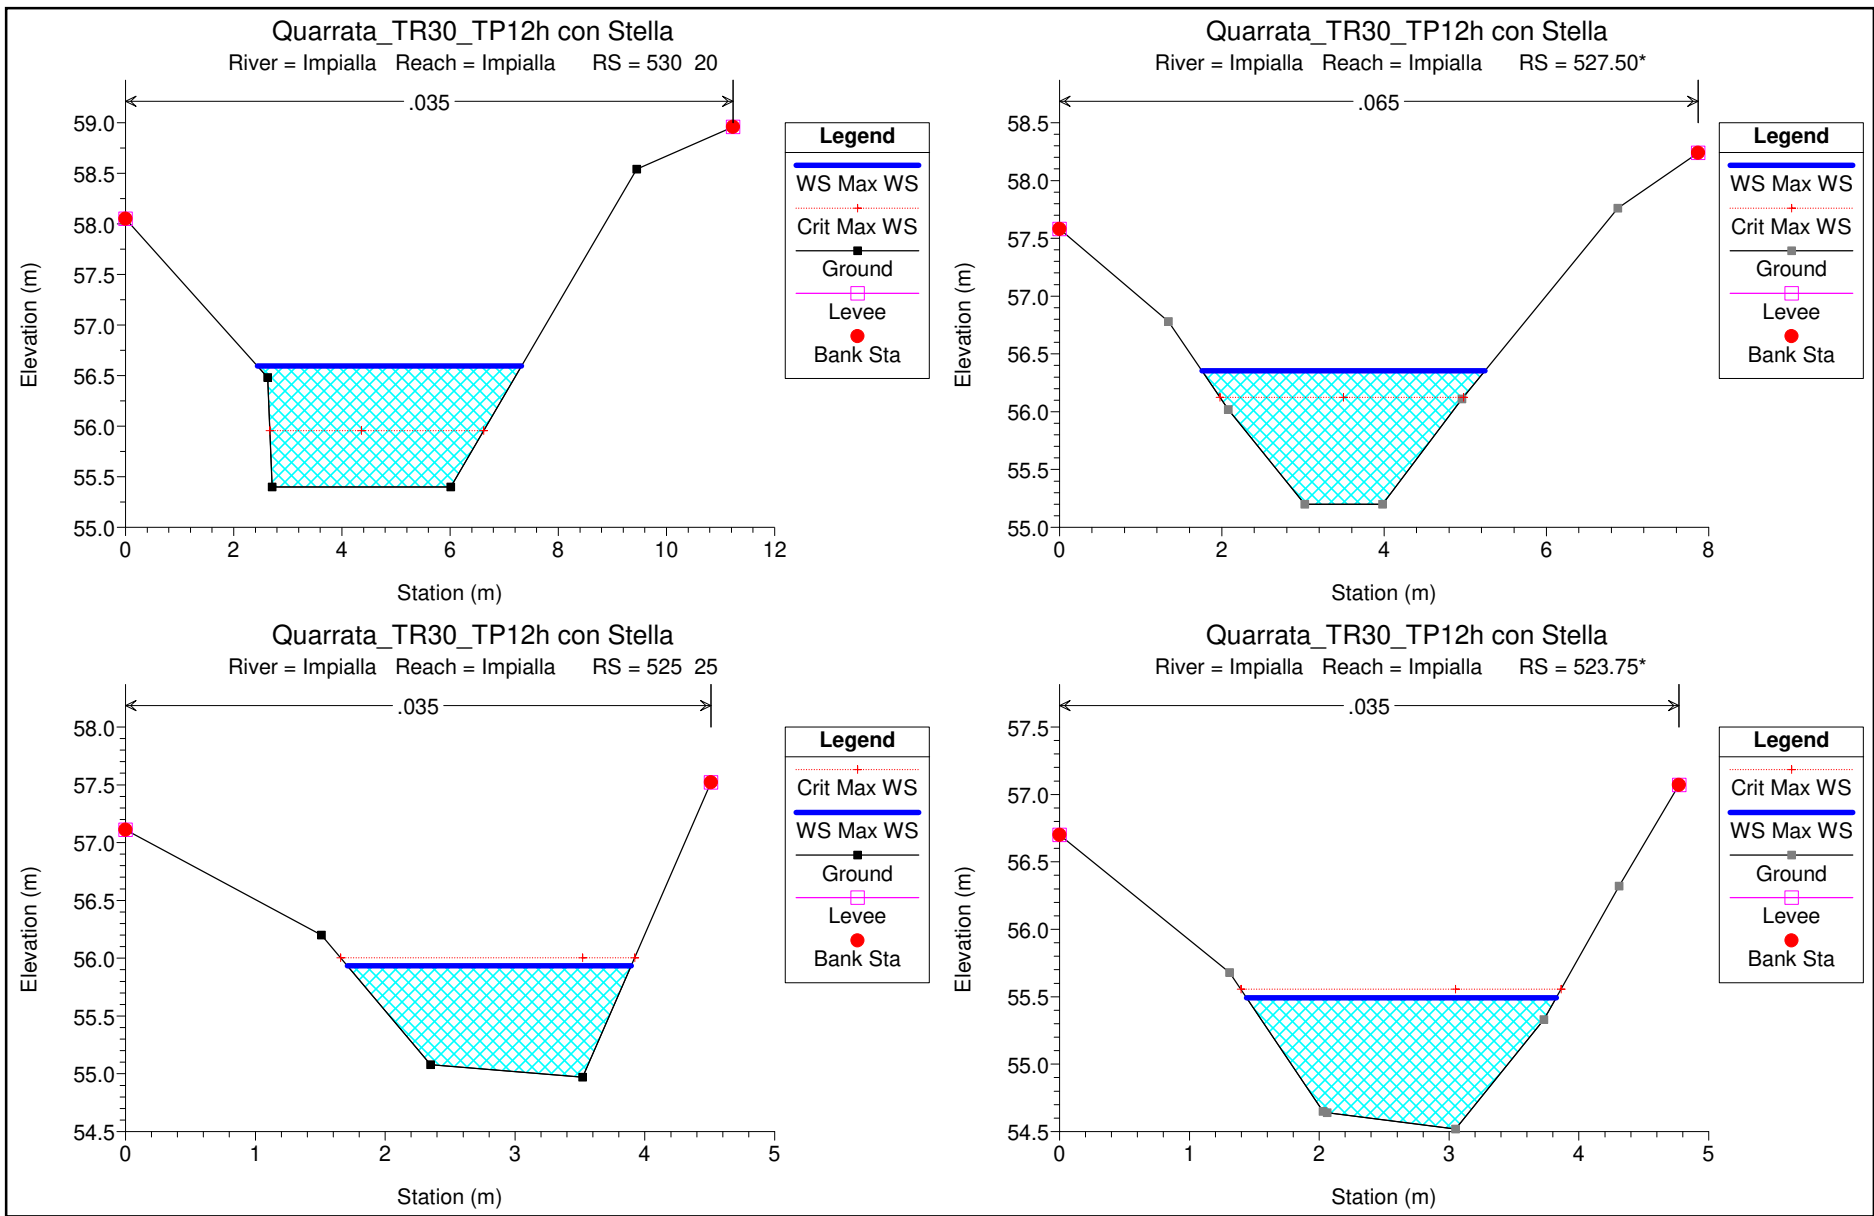 Quarrata_TR30_TP12h con Stella
River = Impialla Reach = Impialla RS = 530 20
.035
59.0
58.5
58.0
57.5
57.0
56.5
56.0
55.5
55.0
0 2 4 6 8 10 12
Elevation (m)
Station (m)
Legend
WS Max WS
Crit Max WS
Ground
Levee
Bank Sta
Quarrata_TR30_TP12h con Stella
River = Impialla Reach = Impialla RS = 527.50*
.065
58.5
58.0
57.5
57.0
56.5
56.0
55.5
55.0
0 2 4 6 8
Elevation (m)
Station (m)
Legend
WS Max WS
Crit Max WS
Ground
Levee
Bank Sta
Quarrata_TR30_TP12h con Stella
River = Impialla Reach = Impialla RS = 525 25
.035
58.0
57.5
57.0
56.5
56.0
55.5
55.0
54.5
0 1 2 3 4 5
Elevation (m)
Station (m)
Legend
Crit Max WS
WS Max WS
Ground
Levee
Bank Sta
Quarrata_TR30_TP12h con Stella
River = Impialla Reach = Impialla RS = 523.75*
.035
57.5
57.0
56.5
56.0
55.5
55.0
54.5
0 1 2 3 4 5
Elevation (m)
Station (m)
Legend
Crit Max WS
WS Max WS
Ground
Levee
Bank Sta